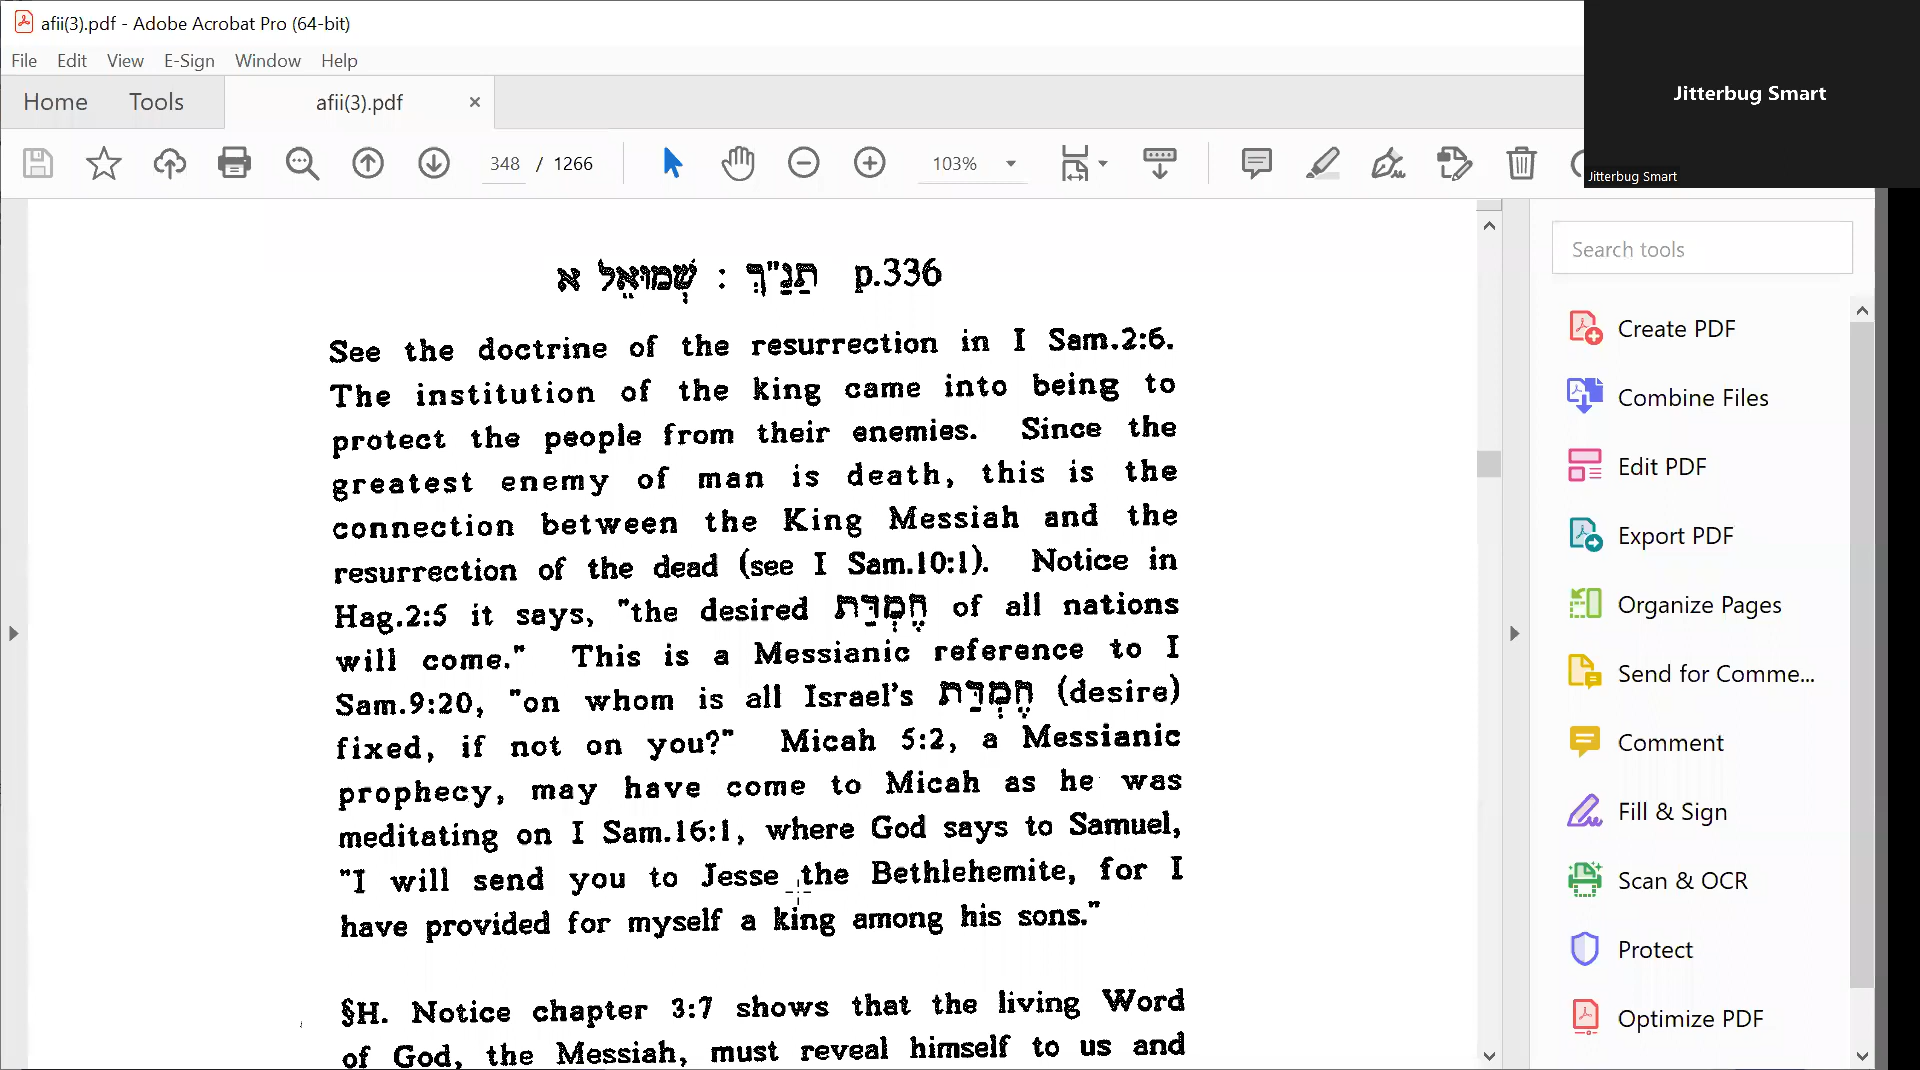 afii(3).pdf - Adobe Acrobat Pro (64-bit)
File Edit View E-Sign Window Help
Home Tools afii(3).pdf ×
348 / 1266 103%
Jitterbug Smart
Jitterbug Smart
תַּנַ"ךְ : שְׁמוּאֵל א p.336
See the doctrine of the resurrection in I Sam.2:6.
The institution of the king came into being to
protect the people from their enemies. Since the
greatest enemy of man is death, this is the
connection between the King Messiah and the
resurrection of the dead (see I Sam.10:1). Notice in
Hag.2:5 it says, "the desired חֶמְדַּת of all nations
will come." This is a Messianic reference to I
Sam.9:20, "on whom is all Israel's חֶמְדַּת (desire)
fixed, if not on you?" Micah 5:2, a Messianic
prophecy, may have come to Micah as he was
meditating on I Sam.16:1, where God says to Samuel,
"I will send you to Jesse the Bethlehemite, for I
have provided for myself a king among his sons."
§H. Notice chapter 3:7 shows that the living Word
of God, the Messiah, must reveal himself to us and
Search tools
Create PDF
Combine Files
Edit PDF
Export PDF
Organize Pages
Send for Comme...
Comment
Fill & Sign
Scan & OCR
Protect
Optimize PDF